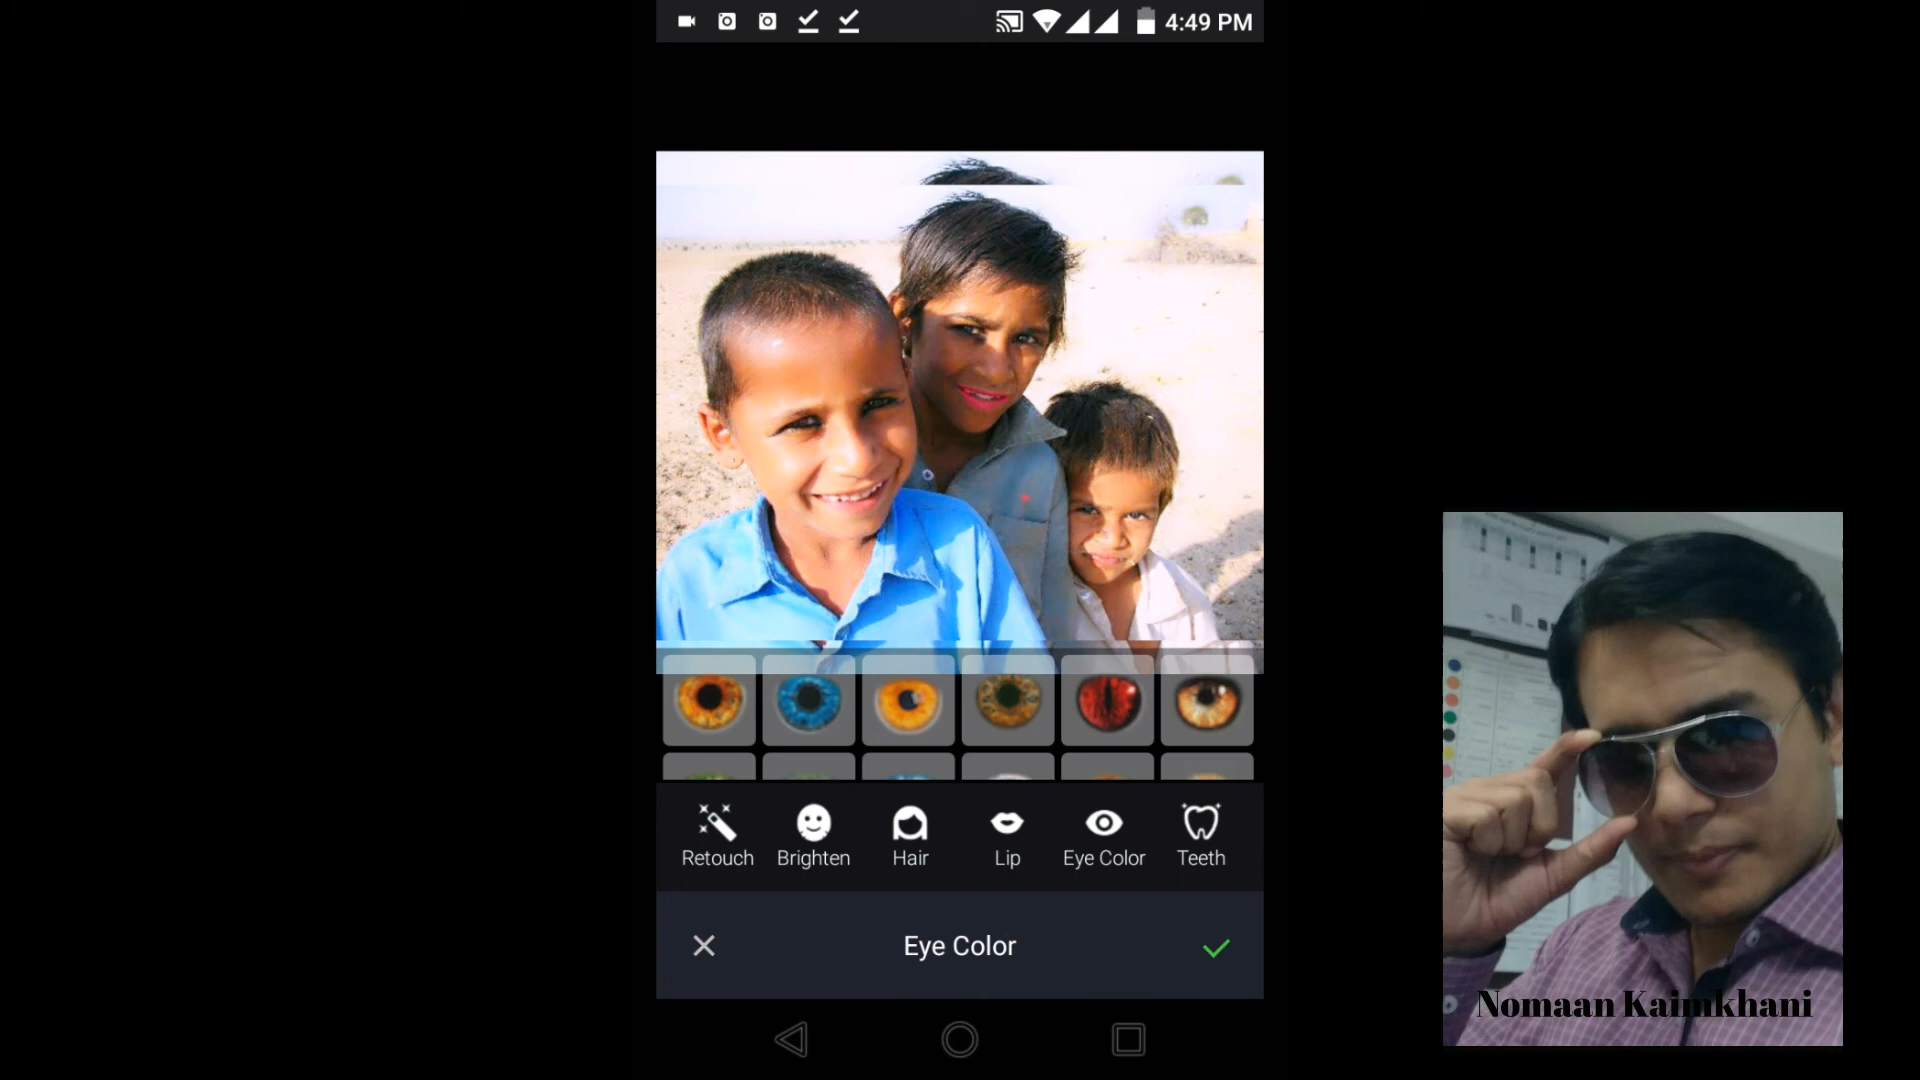 4:49 PM
Retouch Brighten Hair Lip Eye Color Teeth
Eye Color
Nomaan Kaimkhani